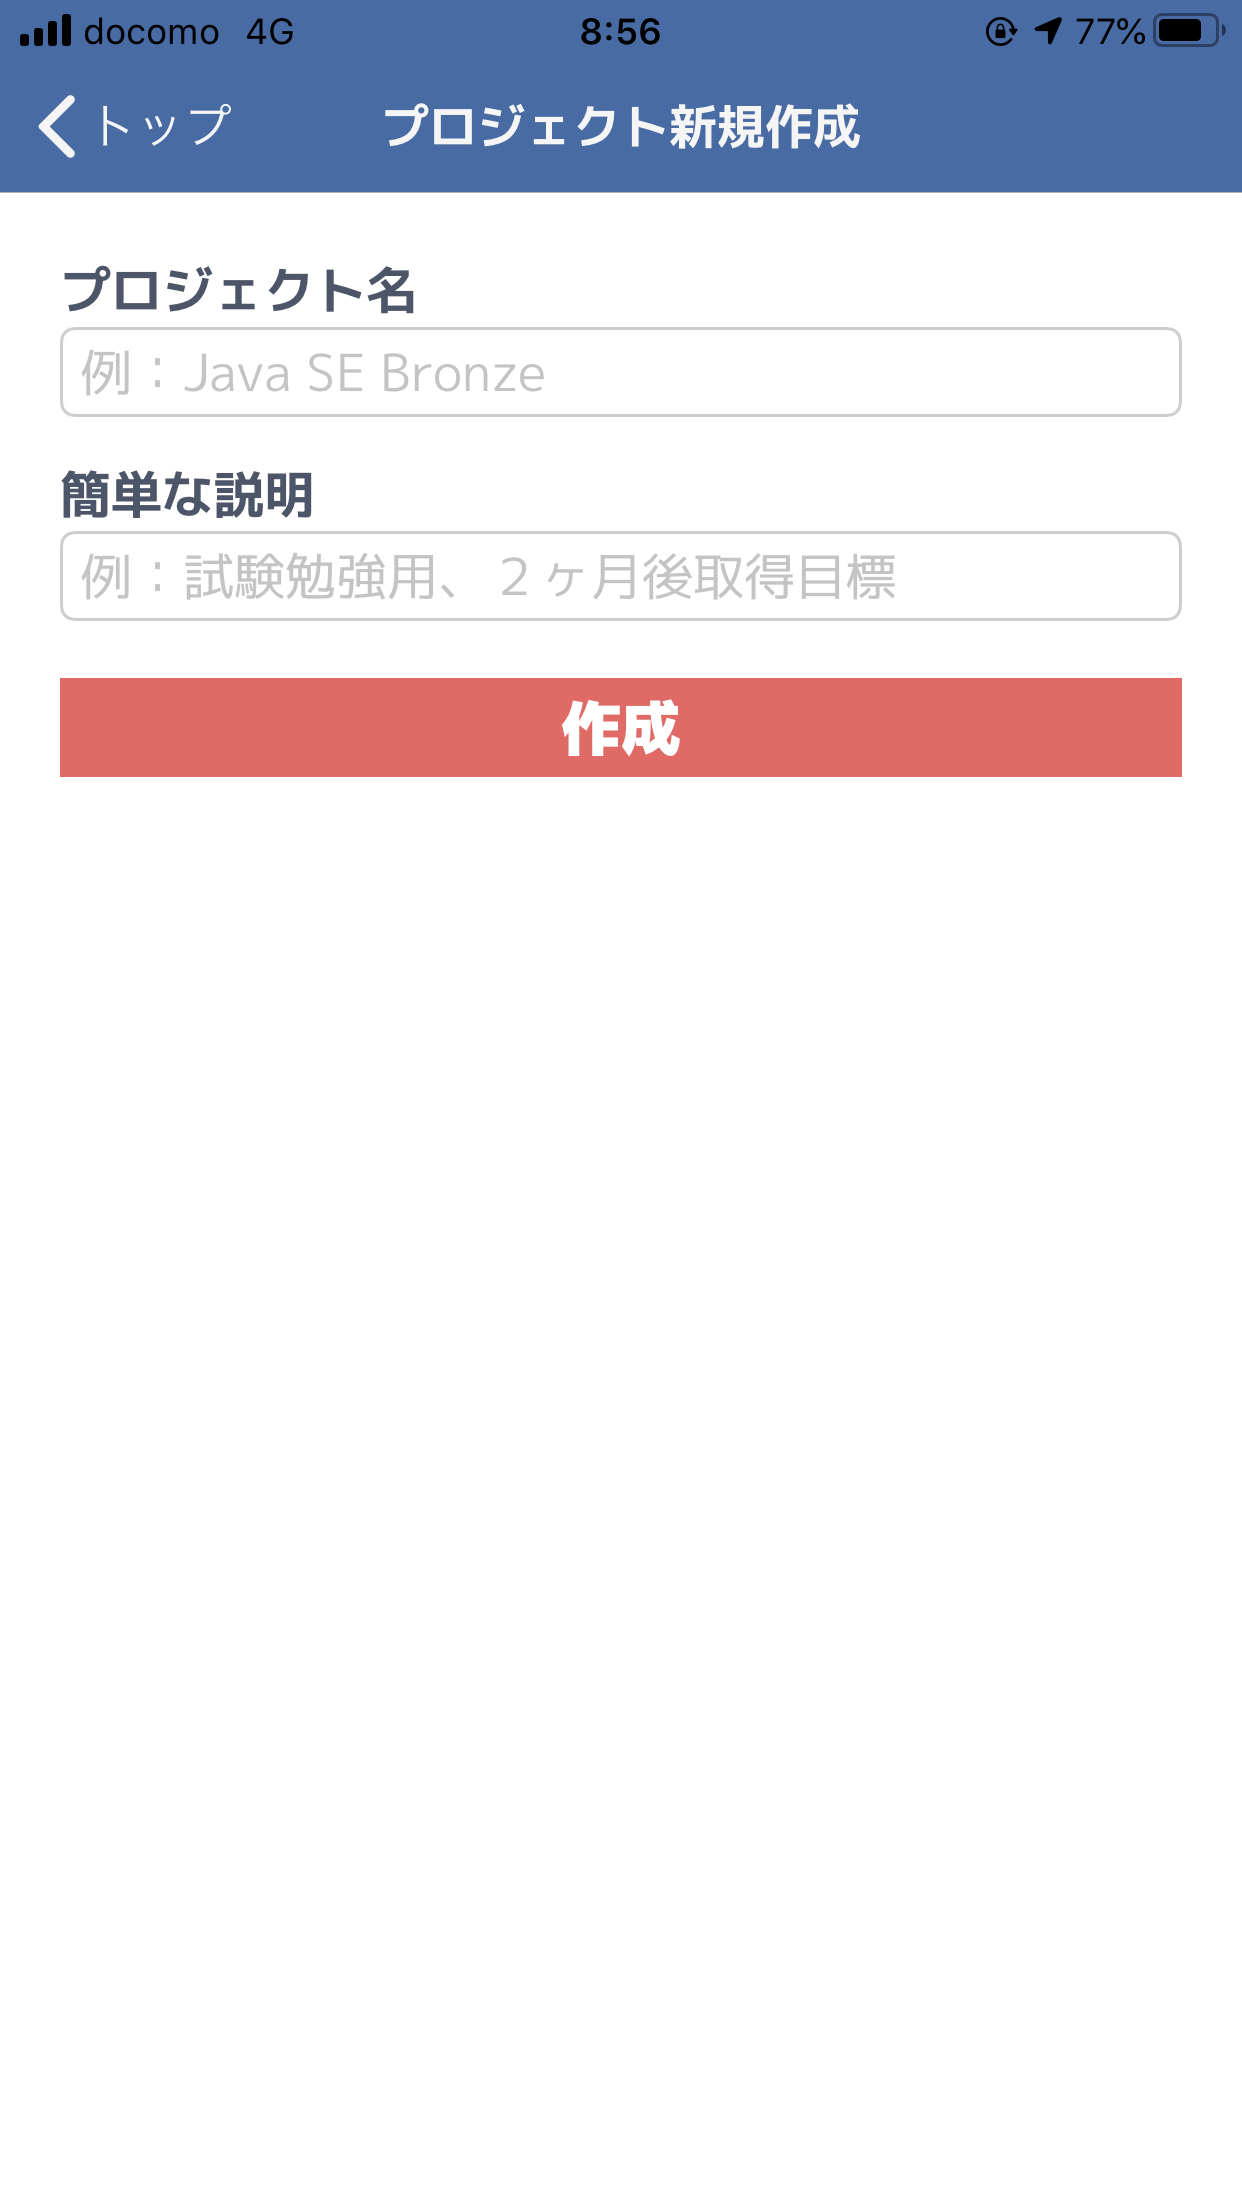 docomo 4G 8:56 77%
トップ プロジェクト新規作成
プロジェクト名
例：Java SE Bronze
簡単な説明
例：試験勉強用、２ヶ月後取得目標
作成